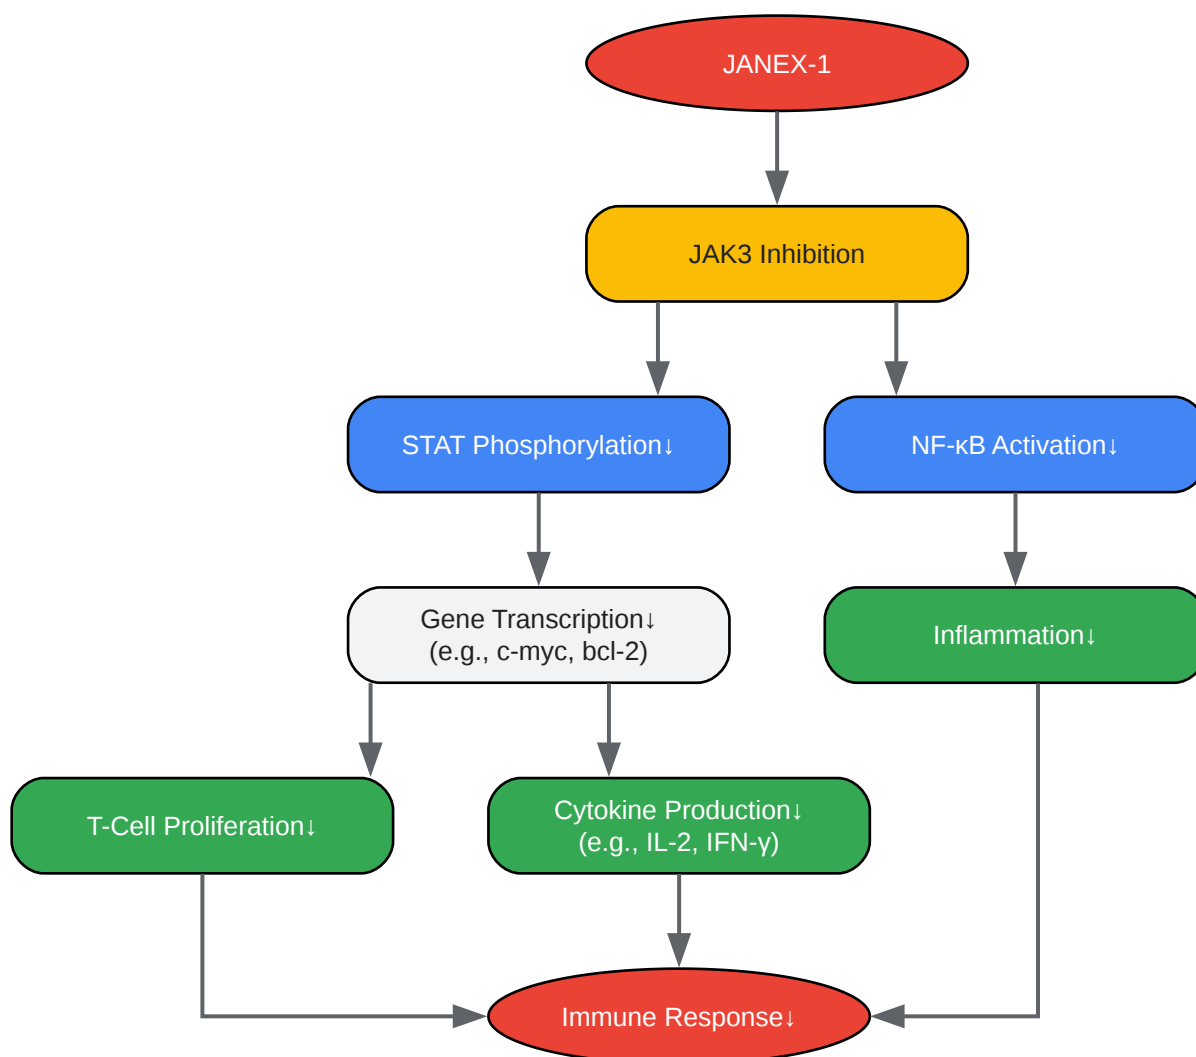 JANEX-1
JAK3 Inhibition
STAT Phosphorylation↓
NF-κB Activation↓
Gene Transcription↓
(e.g., c-myc, bcl-2)
Inflammation↓
T-Cell Proliferation↓
Cytokine Production↓
(e.g., IL-2, IFN-γ)
Immune Response↓